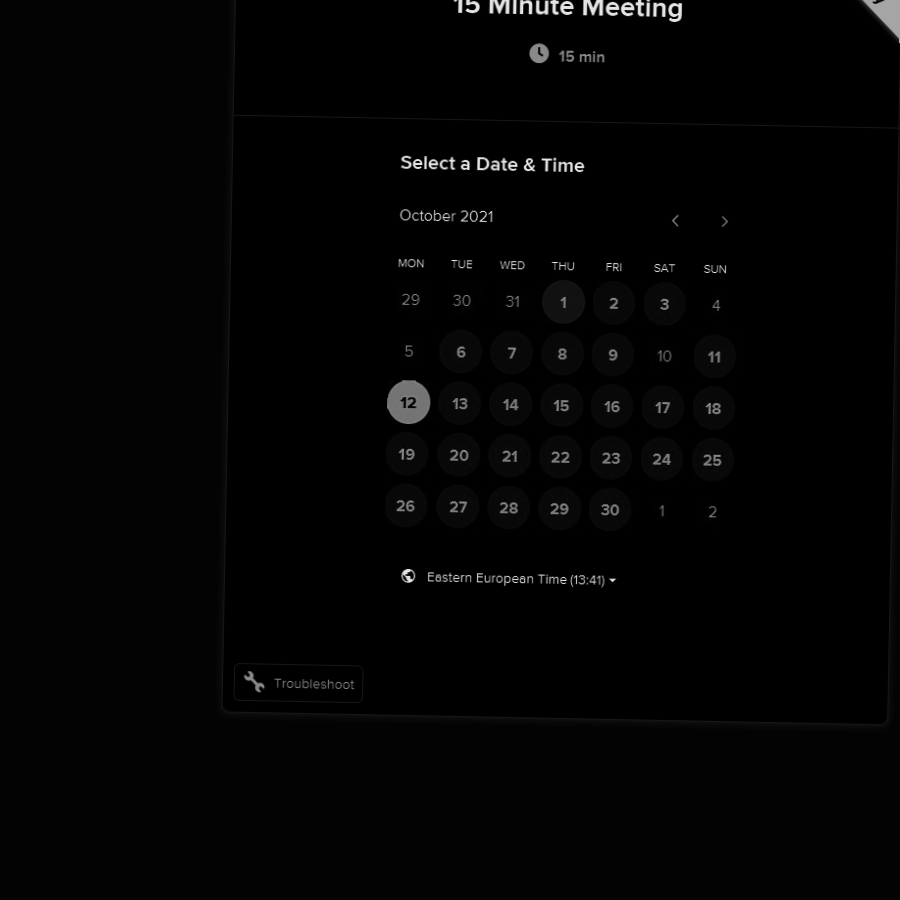 15 Minute Meeting
15 min
Select a Date & Time
October 2021
MON TUE WED THU FRI SAT SUN
29 30 31 1 2 3 4
5 6 7 8 9 10 11
12 13 14 15 16 17 18
19 20 21 22 23 24 25
26 27 28 29 30 1 2
Eastern European Time (13:41)
Troubleshoot